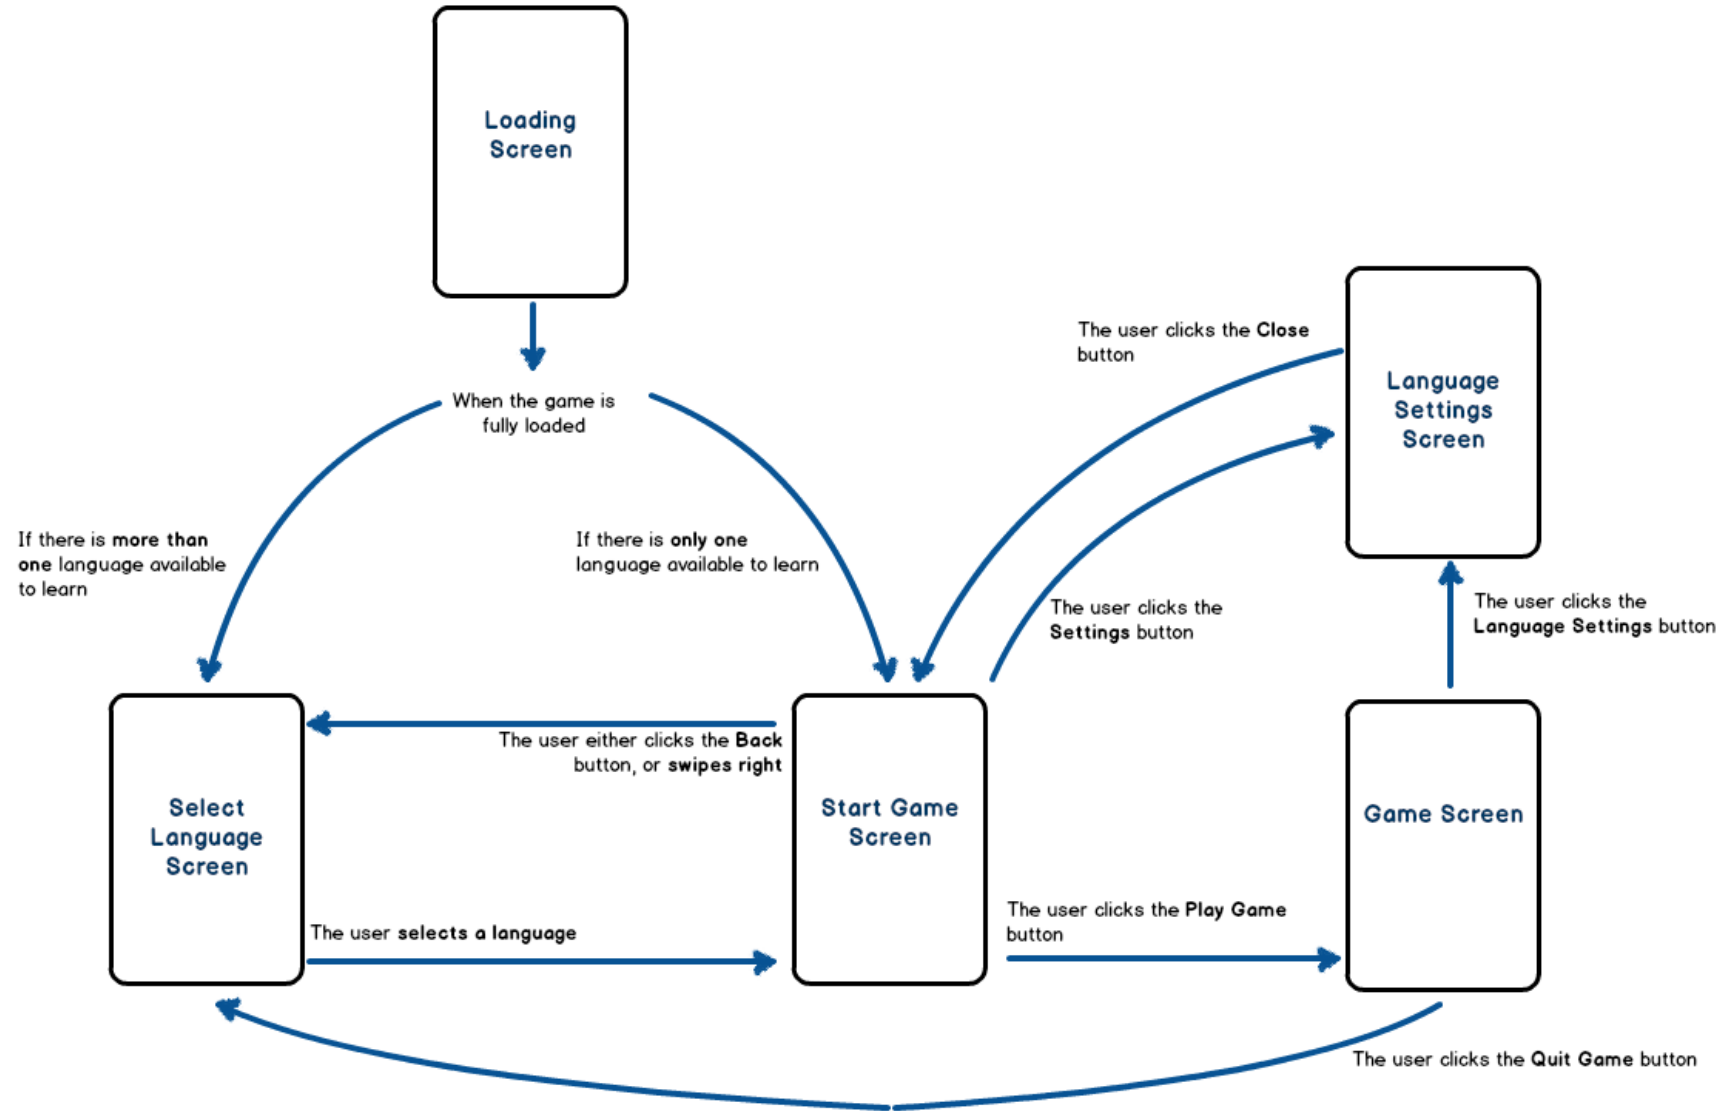 Loading
Screen
When the game is
fully loaded
The user clicks the Close
button
Language
Settings
Screen
If there is more than
one language available
to learn
If there is only one
language available to learn
The user clicks the
Settings button
The user clicks the
Language Settings button
The user either clicks the Back
button, or swipes right
Select
Language
Screen
Start Game
Screen
Game Screen
The user selects a language
The user clicks the Play Game
button
The user clicks the Quit Game button